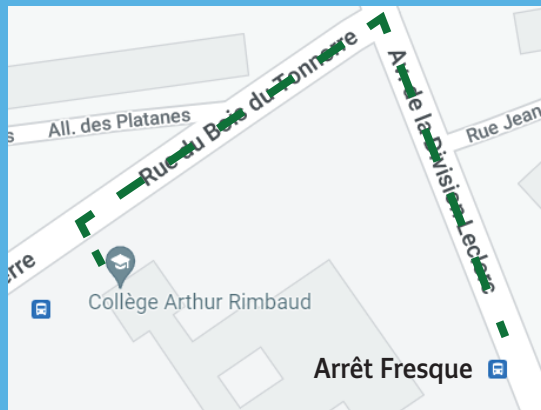 Rue du Bois du Tonnerre
Av. de la Division Leclerc
All. des Platanes
Rue Jean
Collège Arthur Rimbaud
Arrêt Fresque